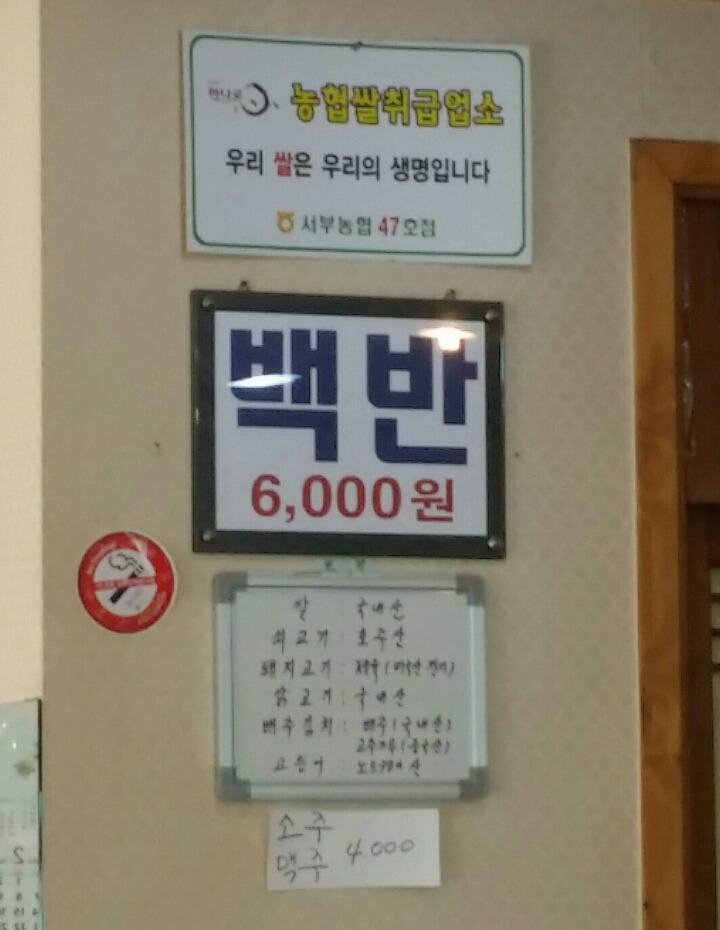 하나로 농협쌀취급업소
우리 쌀은 우리의 생명입니다
서부농협 47호점
백반
6,000원
쌀 국내산
쇠고기 : 호주산
돼지고기 :
닭고기 : 국내산
배추김치 : 배추(국내산)
고추가루(중국산)
고등어 : 노르웨이산
소주
맥주 4000
2